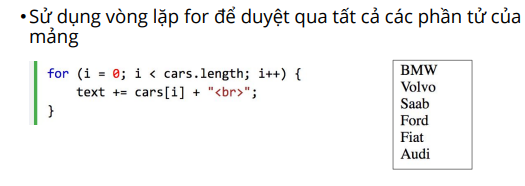 •Sử dụng vòng lặp for để duyệt qua tất cả các phần tử của
mảng
for (i = 0; i < cars.length; i++) {
    text += cars[i] + "<br>";
}
BMW
Volvo
Saab
Ford
Fiat
Audi